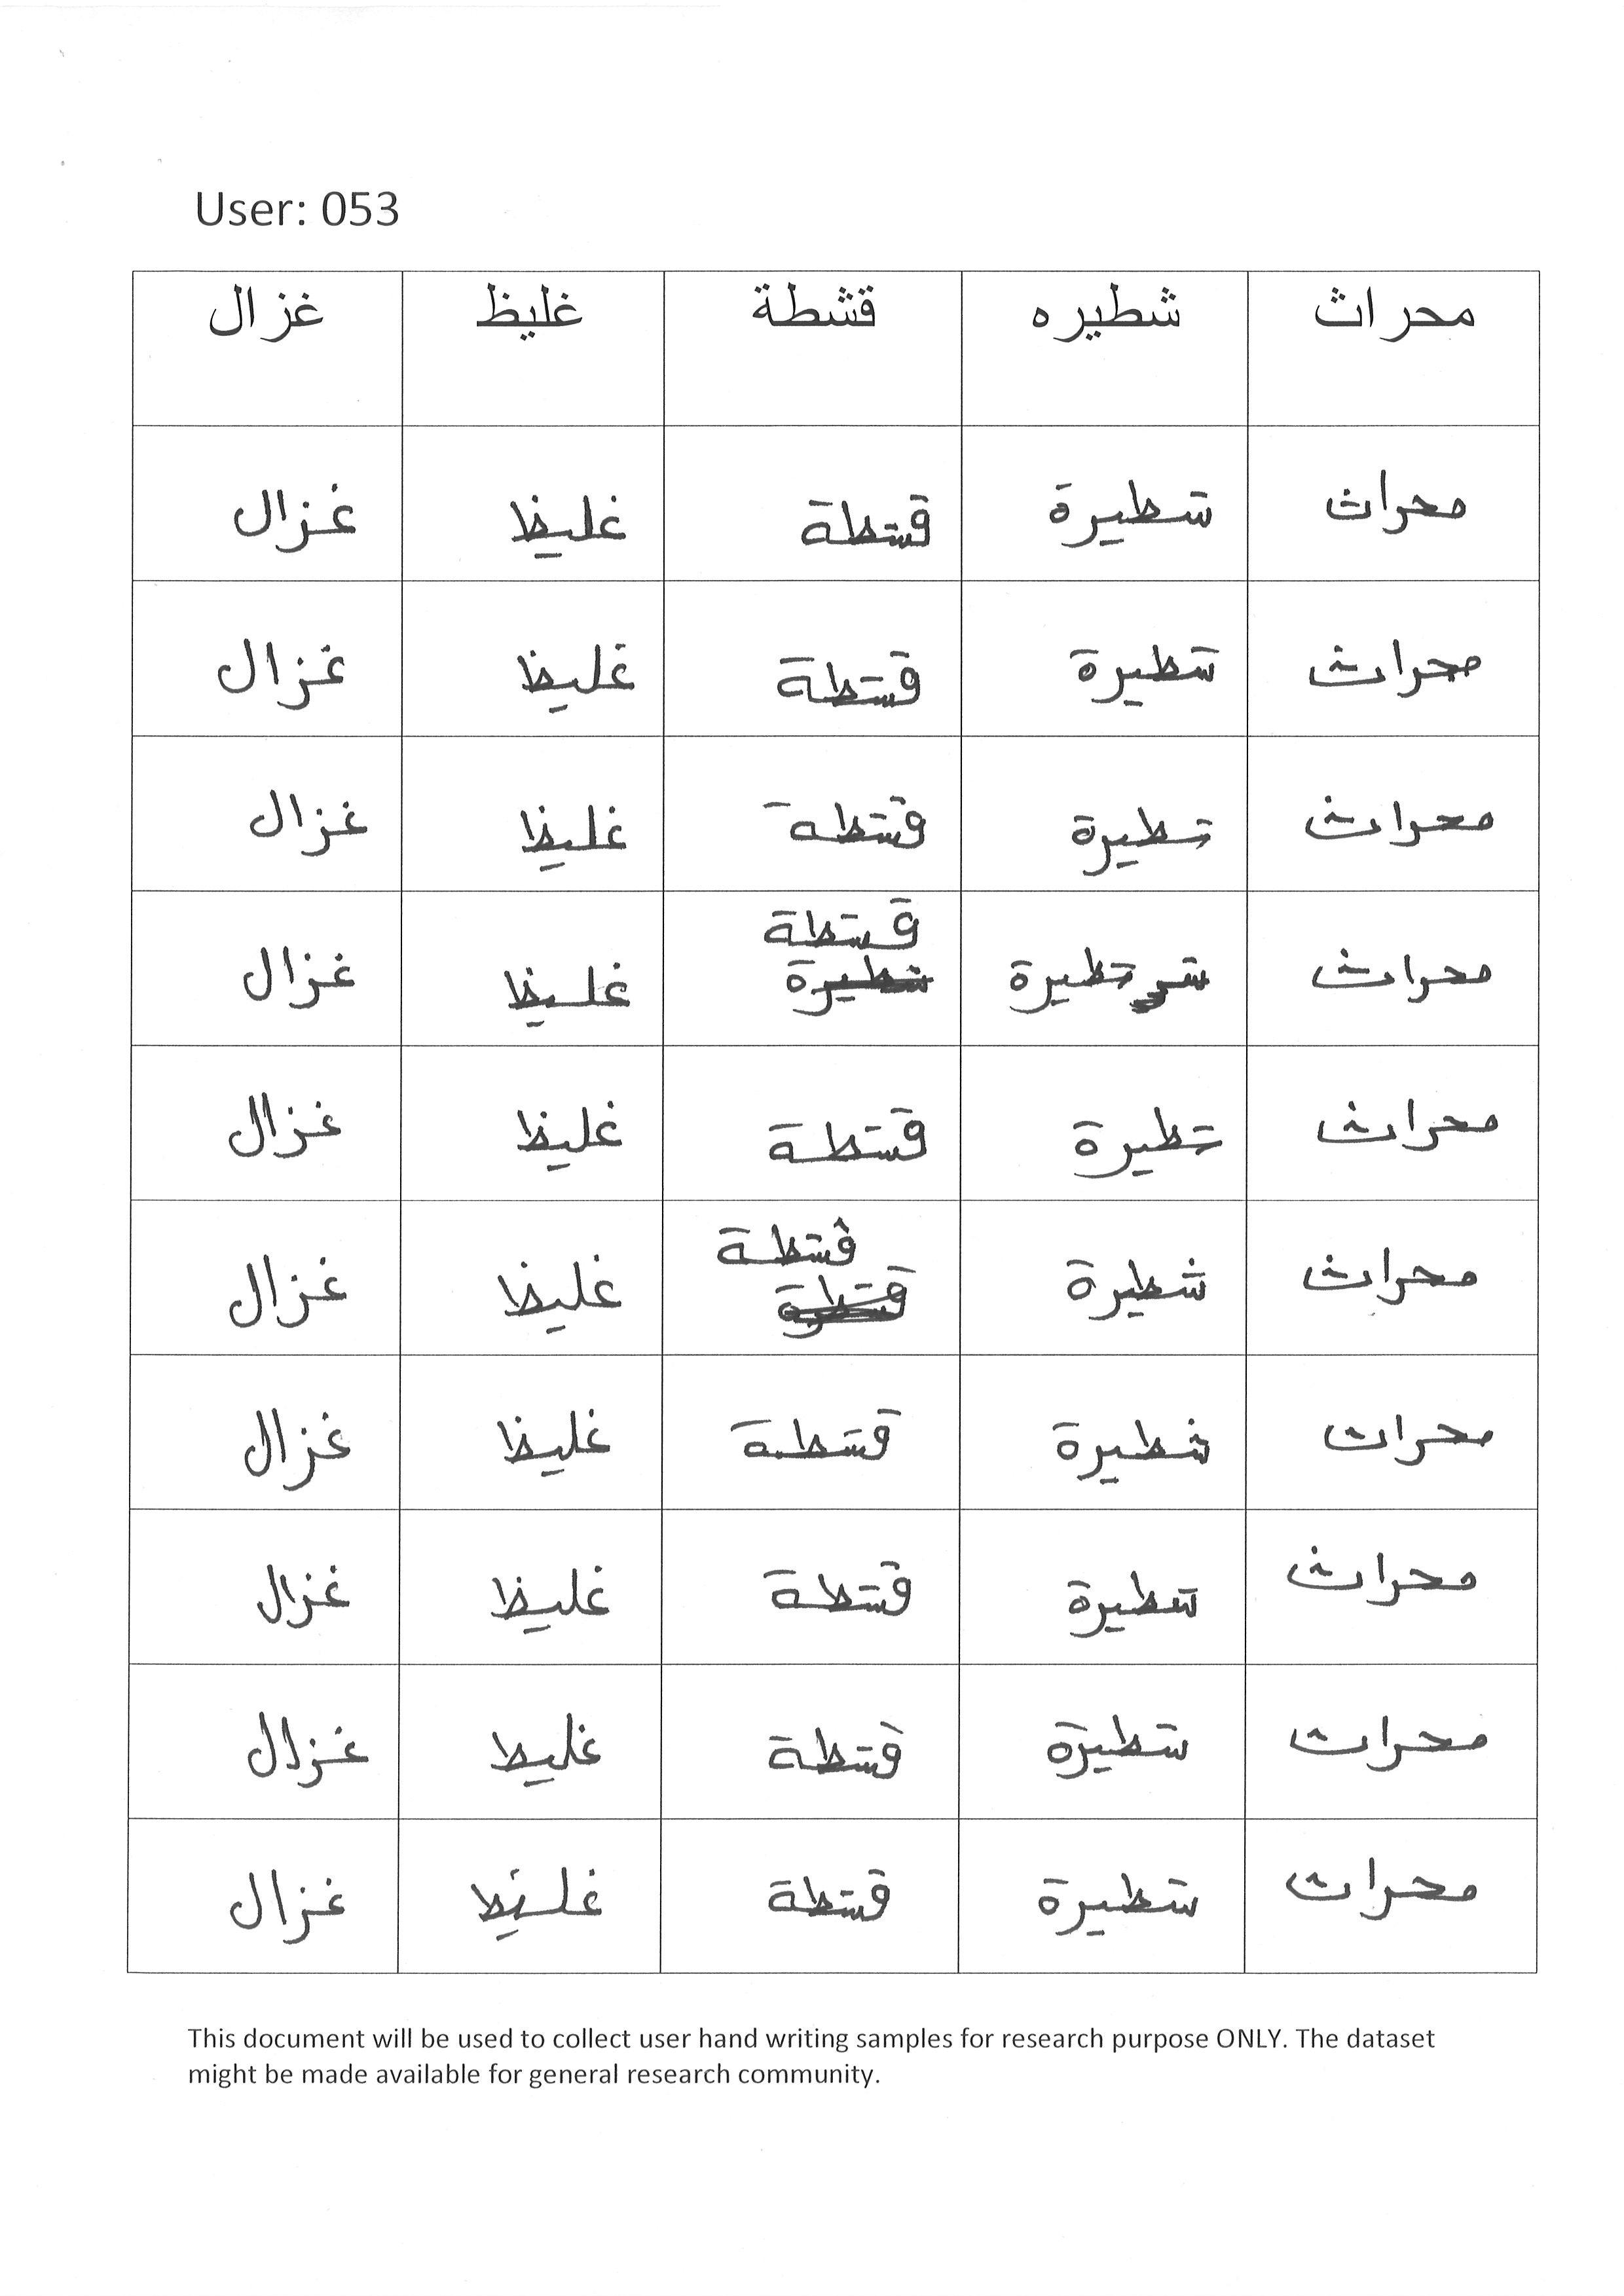 User: 053
محراث شطيره قشطة غليظ غزال
محراث شطيرة قشطة غليظ غزال
محراث شطيرة قشطة غليظ غزال
محراث شطيرة قشطة غليظ غزال
محراث شطيرة قشطة غليظ غزال
محراث شطيرة قشطة غليظ غزال
محراث شطيرة قشطة غليظ غزال
محراث شطيرة قشطة غليظ غزال
محراث شطيرة قشطة غليظ غزال
محراث شطيرة قشطة غليظ غزال
محراث شطيرة قشطة غليظ غزال
This document will be used to collect user hand writing samples for research purpose ONLY. The dataset
might be made available for general research community.